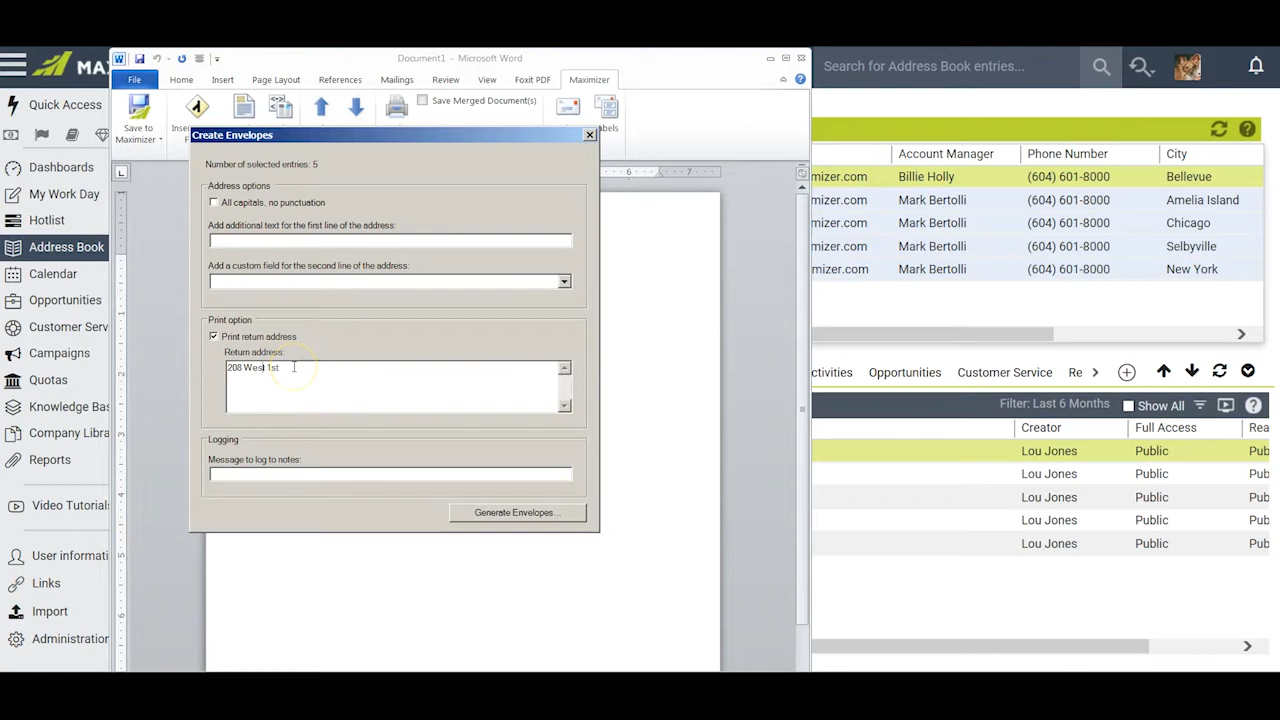 Document1 - Microsoft Word
MA
File
Home
Insert
Page Layout
References
Mailings
Review
View
Foxit PDF
Maximizer
Search for Address Book entries...
Save Merged Document(s)
Save to
Maximizer
Quick Access
Create Envelopes
Number of selected entries: 5
Address options
All capitals, no punctuation
Add additional text for the first line of the address:
Add a custom field for the second line of the address:
Print option
Print return address
Return address:
208 West 1st
Logging
Message to log to notes:
Generate Envelopes...
Dashboards
My Work Day
Hotlist
Address Book
Calendar
Opportunities
Customer Serv
Campaigns
Quotas
Knowledge Bas
Company Libra
Reports
Video Tutorials
User informati
Links
Import
Administration
Account Manager Phone Number City
mizer.com Billie Holly (604) 601-8000 Bellevue
mizer.com Mark Bertolli (604) 601-8000 Amelia Island
mizer.com Mark Bertolli (604) 601-8000 Chicago
mizer.com Mark Bertolli (604) 601-8000 Selbyville
mizer.com Mark Bertolli (604) 601-8000 New York
ctivities Opportunities Customer Service Re
Filter: Last 6 Months Show All
Creator Full Access Rea
Lou Jones Public Pub
Lou Jones Public Pub
Lou Jones Public Pub
Lou Jones Public Pub
Lou Jones Public Pub